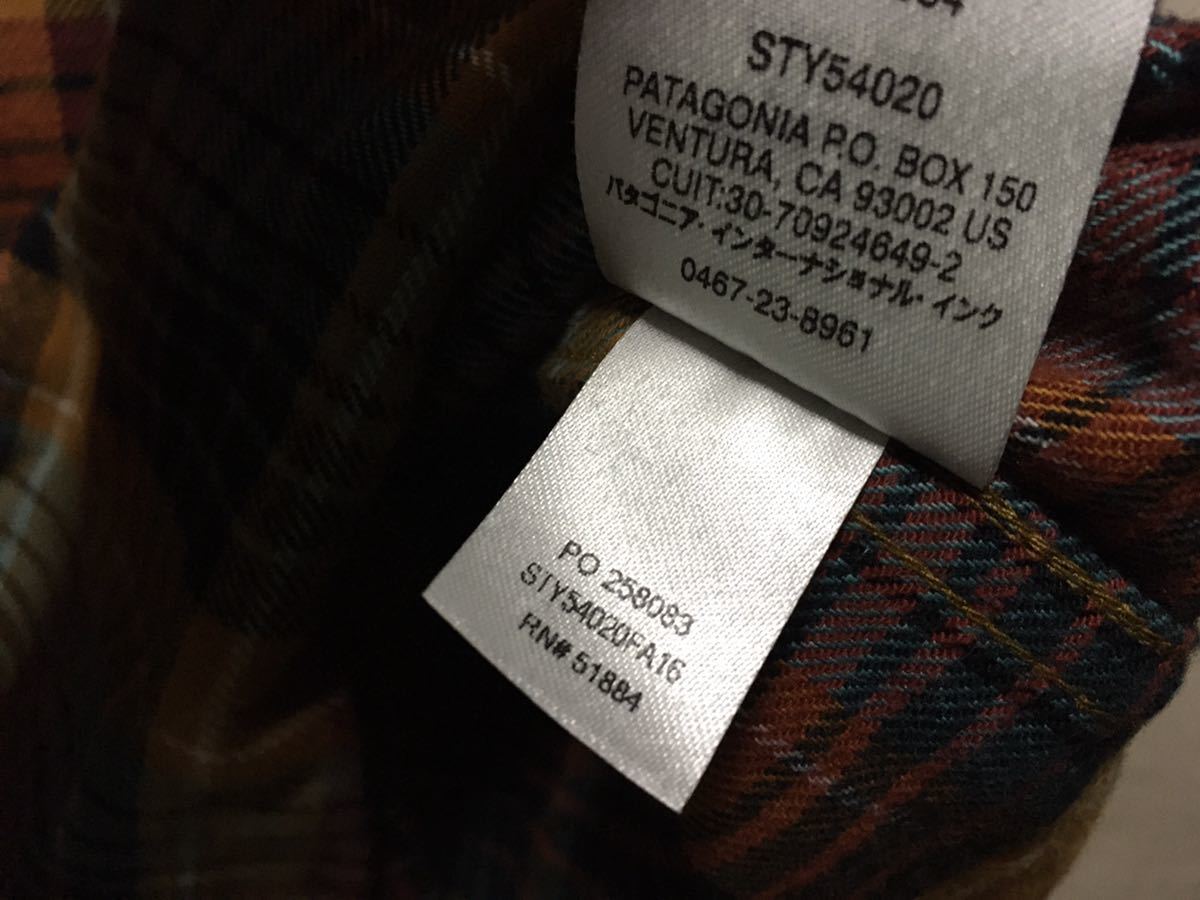 STY54020
PATAGONIA P.O. BOX 150
VENTURA, CA 93002 US
CUIT:30-70924649-2
パタゴニア・インターナショナル・インク
0467-23-8961
PO 258083
STY54020FA16
RN# 51884